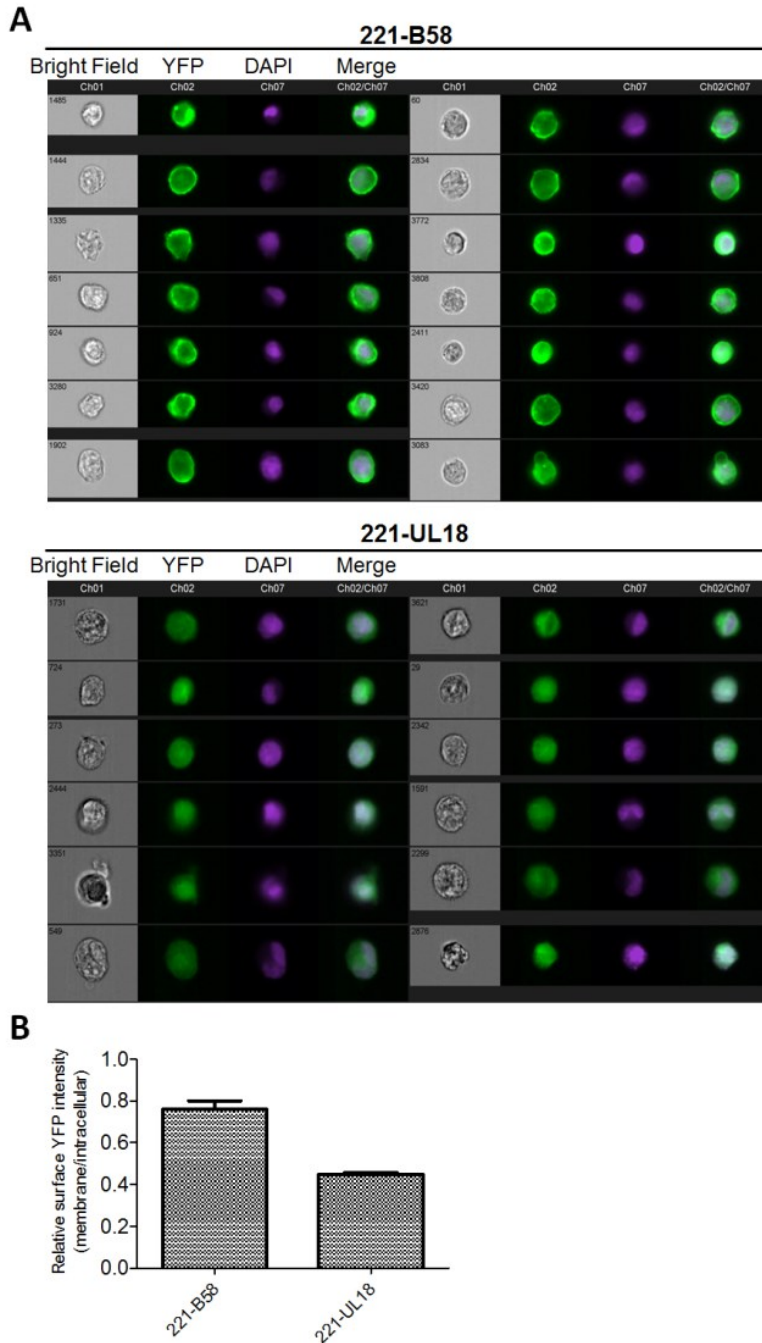 A
221-B58
Bright Field YFP DAPI Merge
Ch01 Ch02 Ch07 Ch02/Ch07 Ch01 Ch02 Ch07 Ch02/Ch07
1485 60
1444 2834
1335 3772
651 3808
924 2411
3280 3420
1902 3083
221-UL18
Bright Field YFP DAPI Merge
Ch01 Ch02 Ch07 Ch02/Ch07 Ch01 Ch02 Ch07 Ch02/Ch07
1731 3621
724 29
273 2342
2444 1591
3351 2299
549 2676
B
Relative surface YFP intensity
(membrane/intracellular)
1.0
0.8
0.6
0.4
0.2
0.0
221-B58
221-UL18